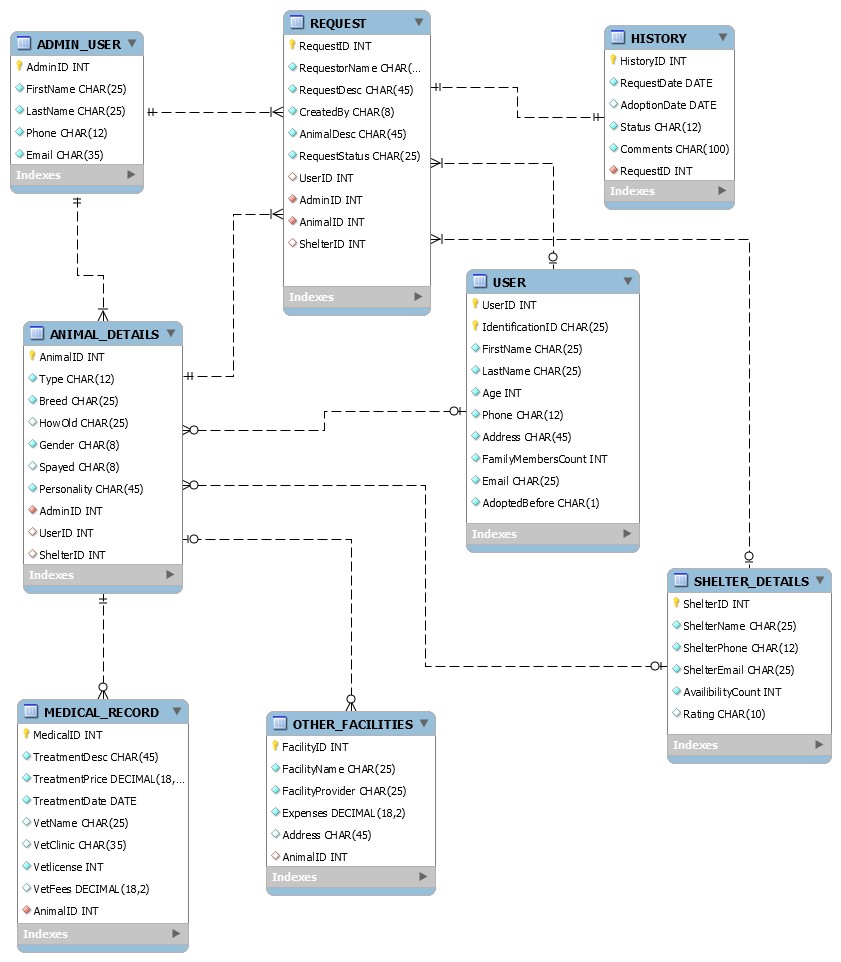 ADMIN_USER
AdminID INT
FirstName CHAR(25)
LastName CHAR(25)
Phone CHAR(12)
Email CHAR(35)
Indexes
REQUEST
RequestID INT
RequestorName CHAR(...
RequestDesc CHAR(45)
CreatedBy CHAR(8)
AnimalDesc CHAR(45)
RequestStatus CHAR(25)
UserID INT
AdminID INT
AnimalID INT
ShelterID INT
Indexes
HISTORY
HistoryID INT
RequestDate DATE
AdoptionDate DATE
Status CHAR(12)
Comments CHAR(100)
RequestID INT
Indexes
ANIMAL_DETAILS
AnimalID INT
Type CHAR(12)
Breed CHAR(25)
HowOld CHAR(25)
Gender CHAR(8)
Spayed CHAR(8)
Personality CHAR(45)
AdminID INT
UserID INT
ShelterID INT
Indexes
USER
UserID INT
IdentificationID CHAR(25)
FirstName CHAR(25)
LastName CHAR(25)
Age INT
Phone CHAR(12)
Address CHAR(45)
FamilyMembersCount INT
Email CHAR(25)
AdoptedBefore CHAR(1)
Indexes
SHELTER_DETAILS
ShelterID INT
ShelterName CHAR(25)
ShelterPhone CHAR(12)
ShelterEmail CHAR(25)
AvailibilityCount INT
Rating CHAR(10)
Indexes
MEDICAL_RECORD
MedicalID INT
TreatmentDesc CHAR(45)
TreatmentPrice DECIMAL(18,...
TreatmentDate DATE
VetName CHAR(25)
VetClinic CHAR(35)
Vetlicense INT
VetFees DECIMAL(18,2)
AnimalID INT
Indexes
OTHER_FACILITIES
FacilityID INT
FacilityName CHAR(25)
FacilityProvider CHAR(25)
Expenses DECIMAL(18,2)
Address CHAR(45)
AnimalID INT
Indexes